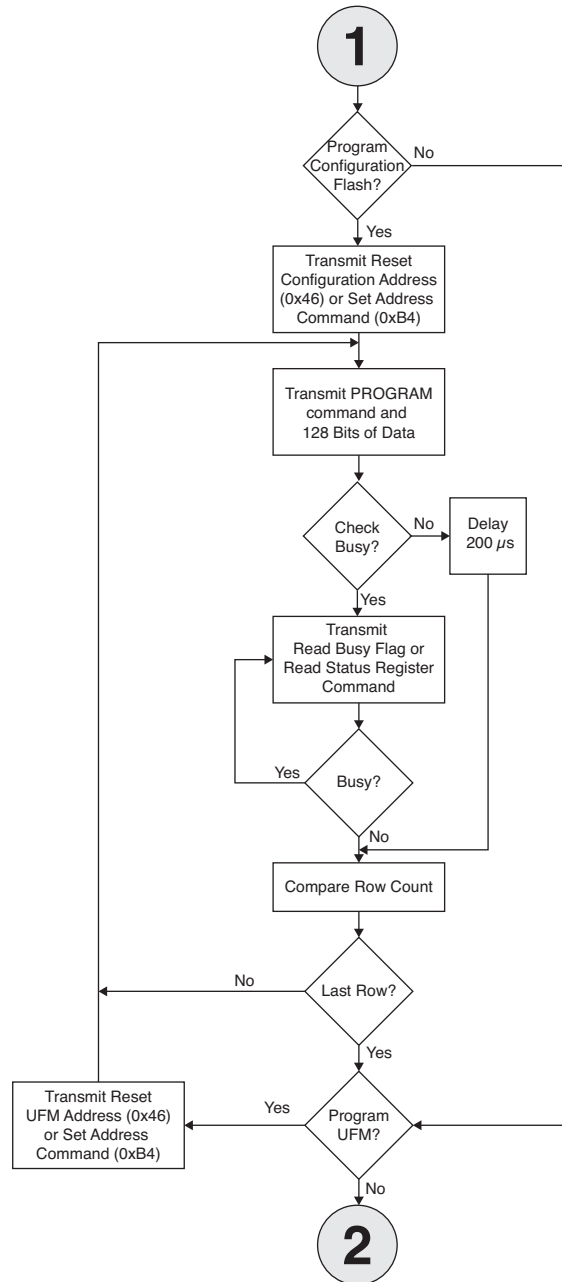 1
Program
Configuration
Flash?
No
Yes
Transmit Reset
Configuration Address
(0x46) or Set Address
Command (0xB4)
Transmit PROGRAM
command and
128 Bits of Data
Check
Busy?
No
Delay
200 µs
Yes
Transmit
Read Busy Flag or
Read Status Register
Command
Yes
Busy?
No
Compare Row Count
No
Last Row?
Yes
Transmit Reset
UFM Address (0x46)
or Set Address
Command (0xB4)
Yes
Program
UFM?
No
2